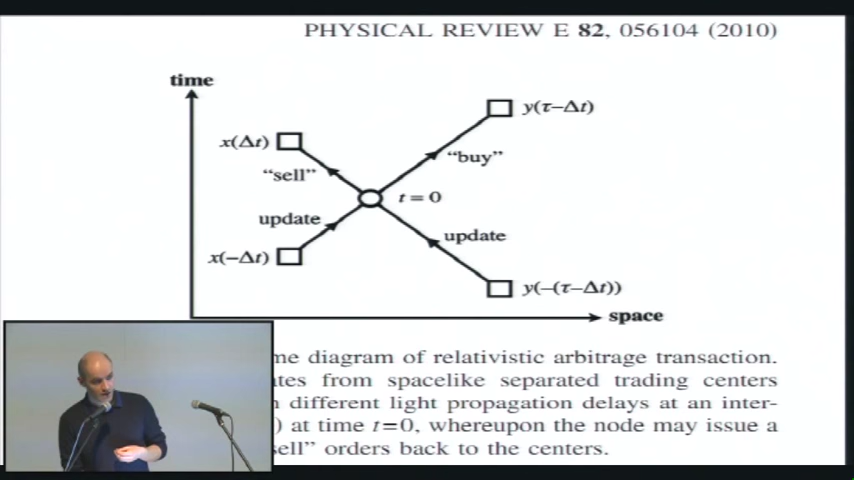 PHYSICAL REVIEW E 82, 056104 (2010)
time
x(Δt)
y(τ−Δt)
"sell"
"buy"
t = 0
update
update
x(−Δt)
y(−(τ−Δt))
space
me diagram of relativistic arbitrage transaction.
tes from spacelike separated trading centers
different light propagation delays at an inter-
) at time t=0, whereupon the node may issue a
sell" orders back to the centers.